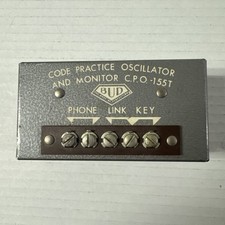 CODE PRACTICE OSCILLATOR
AND MONITOR C.P.O.-155T
BUD
PHONE LINK KEY